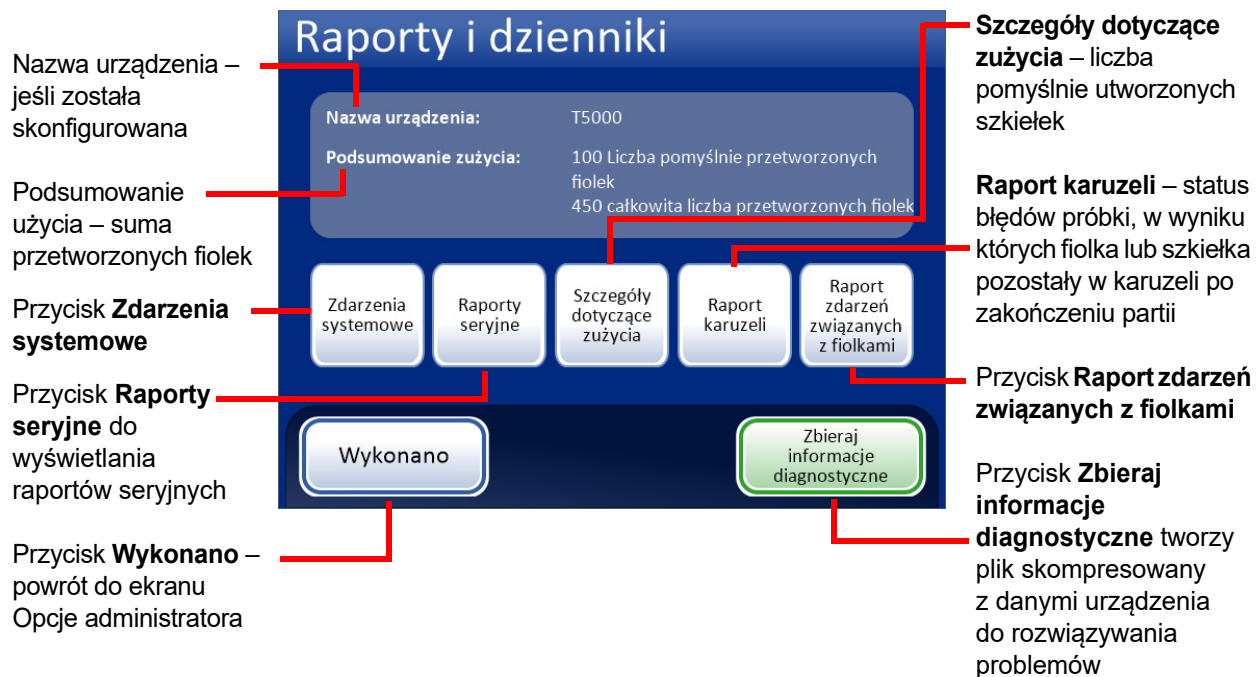 Raporty i dzienniki
Nazwa urządzenia –
jeśli została
skonfigurowana
Podsumowanie
użycia – suma
przetworzonych fiolek
Przycisk Zdarzenia
systemowe
Przycisk Raporty
seryjne do
wyświetlania
raportów seryjnych
Przycisk Wykonano –
powrót do ekranu
Opcje administratora
Nazwa urządzenia: T5000
Podsumowanie zużycia: 100 Liczba pomyślnie przetworzonych
fiolek
450 całkowita liczba przetworzonych fiolek
Zdarzenia
systemowe
Raporty
seryjne
Szczegóły
dotyczące
zużycia
Raport
karuzeli
Raport
zdarzeń
związanych
z fiolkami
Wykonano
Zbieraj
informacje
diagnostyczne
Szczegóły dotyczące
zużycia – liczba
pomyślnie utworzonych
szkiełek
Raport karuzeli – status
błędów próbki, w wyniku
których fiolka lub szkiełka
pozostały w karuzeli po
zakończeniu partii
Przycisk Raport zdarzeń
związanych z fiolkami
Przycisk Zbieraj
informacje
diagnostyczne tworzy
plik skompresowany
z danymi urządzenia
do rozwiązywania
problemów